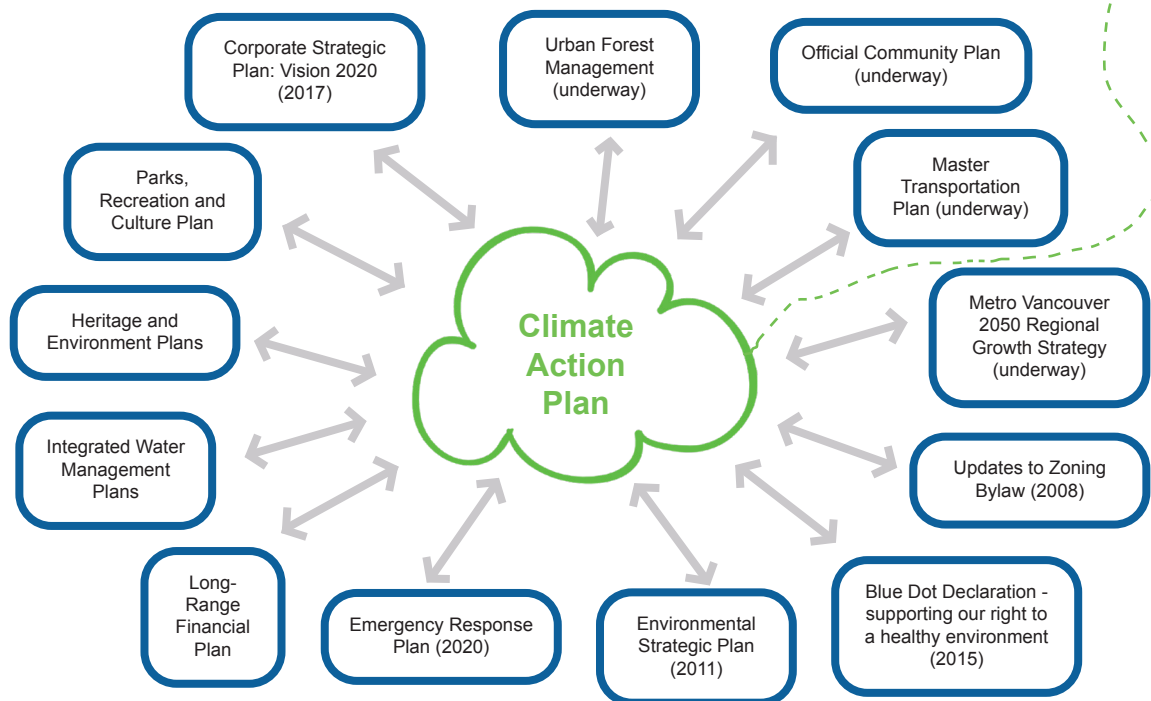 Corporate Strategic
Plan: Vision 2020
(2017)
Urban Forest
Management
(underway)
Official Community Plan
(underway)
Parks,
Recreation and
Culture Plan
Master
Transportation
Plan (underway)
Heritage and
Environment Plans
Climate
Action
Plan
Metro Vancouver
2050 Regional
Growth Strategy
(underway)
Integrated Water
Management
Plans
Updates to Zoning
Bylaw (2008)
Long-
Range
Financial
Plan
Emergency Response
Plan (2020)
Environmental
Strategic Plan
(2011)
Blue Dot Declaration -
supporting our right to
a healthy environment
(2015)